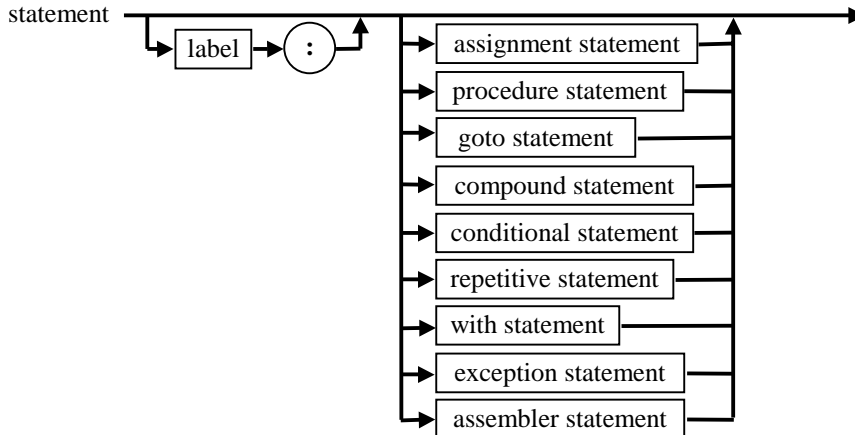 statement
label :
assignment statement
procedure statement
goto statement
compound statement
conditional statement
repetitive statement
with statement
exception statement
assembler statement